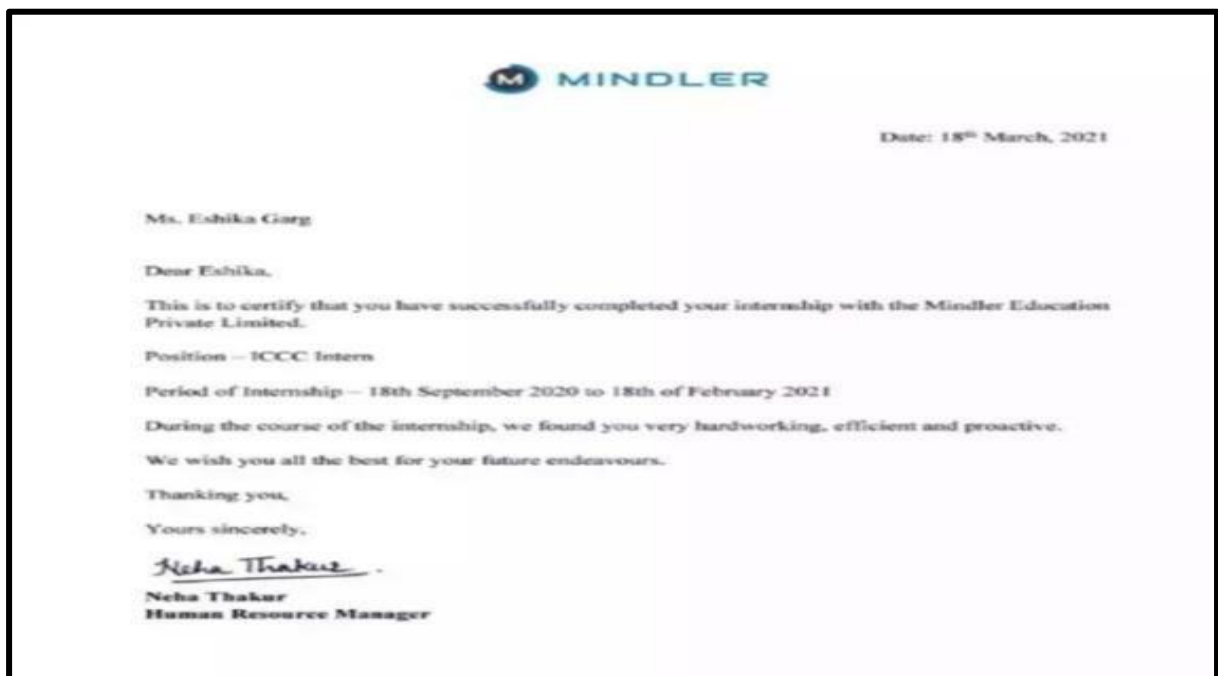 M MINDLER
Date: 18th March, 2021
Ms. Eshika Garg
Dear Eshika,
This is to certify that you have successfully completed your internship with the Mindler Education
Private Limited.
Position – ICCC Intern
Period of Internship – 18th September 2020 to 18th of February 2021
During the course of the internship, we found you very hardworking, efficient and proactive.
We wish you all the best for your future endeavours.
Thanking you,
Yours sincerely,
Neha Thakur
Neha Thakur
Human Resource Manager